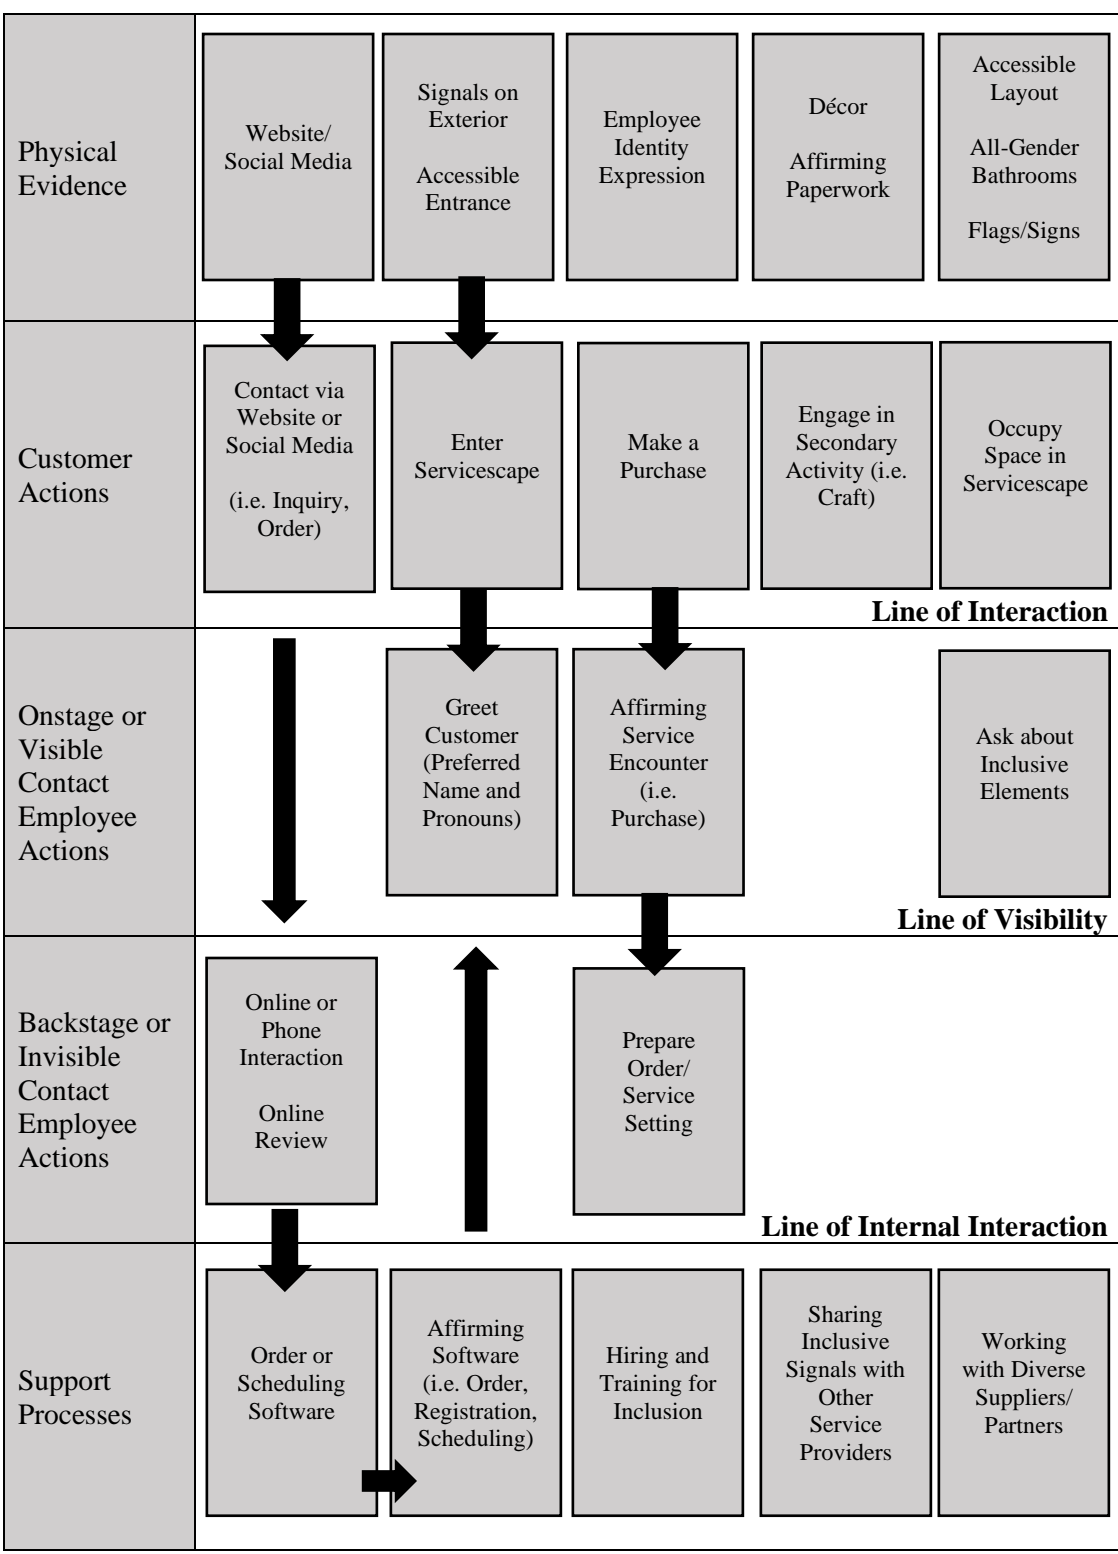 Physical
Evidence
Website/
Social Media
Signals on
Exterior
Accessible
Entrance
Employee
Identity
Expression
Décor
Affirming
Paperwork
Accessible
Layout
All-Gender
Bathrooms
Flags/Signs
Customer
Actions
Contact via
Website or
Social Media
(i.e. Inquiry,
Order)
Enter
Servicescape
Make a
Purchase
Engage in
Secondary
Activity (i.e.
Craft)
Occupy
Space in
Servicescape
Line of Interaction
Onstage or
Visible
Contact
Employee
Actions
Greet
Customer
(Preferred
Name and
Pronouns)
Affirming
Service
Encounter
(i.e.
Purchase)
Ask about
Inclusive
Elements
Line of Visibility
Backstage or
Invisible
Contact
Employee
Actions
Online or
Phone
Interaction
Online
Review
Prepare
Order/
Service
Setting
Line of Internal Interaction
Support
Processes
Order or
Scheduling
Software
Affirming
Software
(i.e. Order,
Registration,
Scheduling)
Hiring and
Training for
Inclusion
Sharing
Inclusive
Signals with
Other
Service
Providers
Working
with Diverse
Suppliers/
Partners